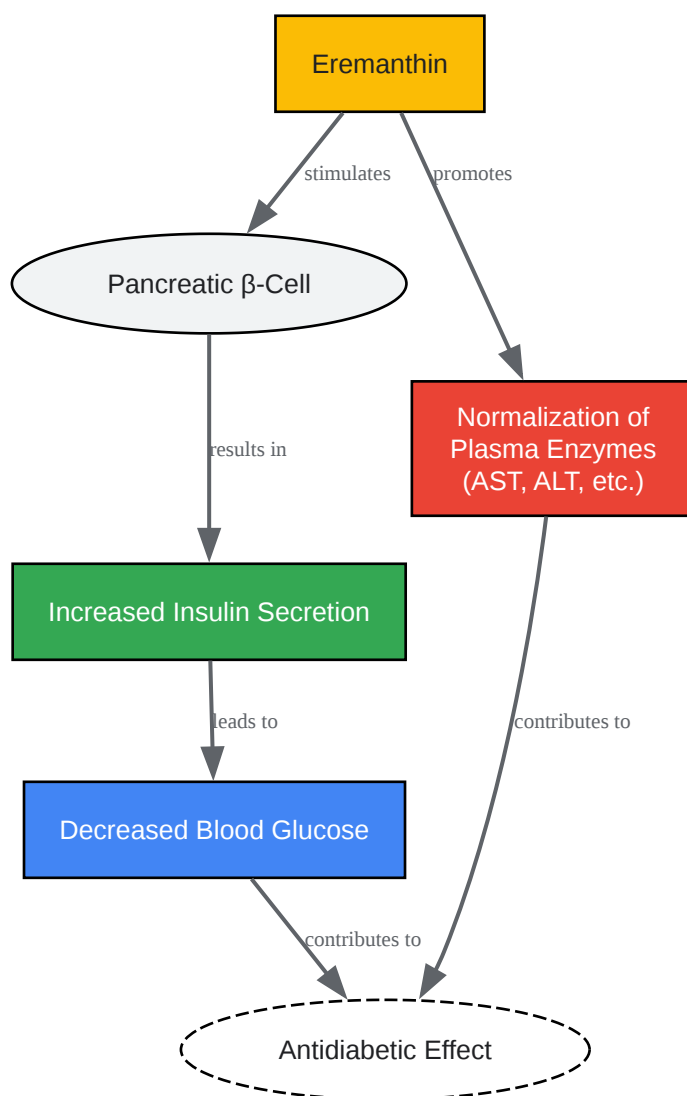 Eremanthin
stimulates
promotes
Pancreatic β-Cell
Normalization of
Plasma Enzymes
(AST, ALT, etc.)
results in
Increased Insulin Secretion
leads to
contributes to
Decreased Blood Glucose
contributes to
Antidiabetic Effect